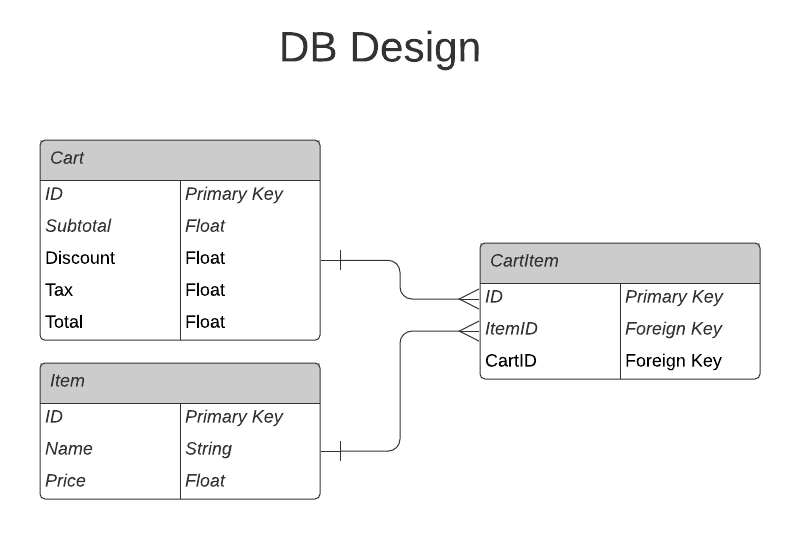 DB Design
Cart
ID Primary Key
Subtotal Float
Discount Float
Tax Float
Total Float
Item
ID Primary Key
Name String
Price Float
CartItem
ID Primary Key
ItemID Foreign Key
CartID Foreign Key